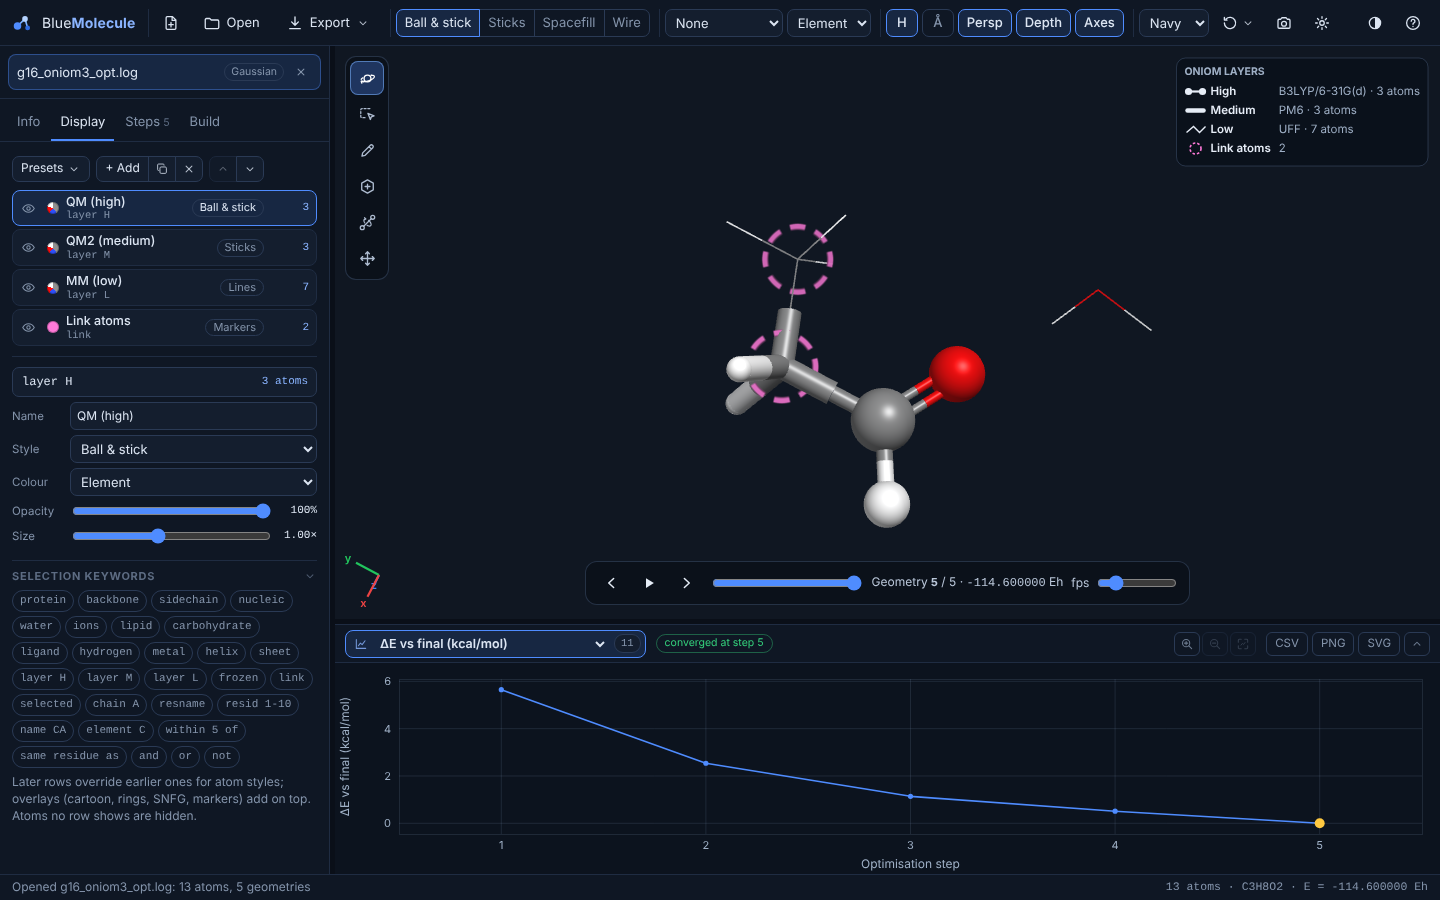 BlueMolecule
Open
Export
Ball & stick
Sticks
Spacefill
Wire
None
Element
H
Å
Persp
Depth
Axes
Navy
g16_oniom3_opt.log
Gaussian
Info
Display
Steps 5
Build
Presets
+ Add
QM (high)
layer H
Ball & stick
3
QM2 (medium)
layer M
Sticks
3
MM (low)
layer L
Lines
7
Link atoms
link
Markers
2
layer H
3 atoms
Name
QM (high)
Style
Ball & stick
Colour
Element
Opacity
100%
Size
1.00×
SELECTION KEYWORDS
protein backbone sidechain nucleic
water ions lipid carbohydrate
ligand hydrogen metal helix sheet
layer H layer M layer L frozen link
selected chain A resname resid 1-10
name CA element C within 5 of
same residue as and or not
Later rows override earlier ones for atom styles;
overlays (cartoon, rings, SNFG, markers) add on top.
Atoms no row shows are hidden.
ONIOM LAYERS
High B3LYP/6-31G(d) · 3 atoms
Medium PM6 · 3 atoms
Low UFF · 7 atoms
Link atoms 2
y
z
x
Geometry 5 / 5 · -114.600000 Eh
fps
ΔE vs final (kcal/mol)
11
converged at step 5
CSV
PNG
SVG
ΔE vs final (kcal/mol)
6
4
2
0
1
2
3
4
5
Optimisation step
Opened g16_oniom3_opt.log: 13 atoms, 5 geometries
13 atoms · C3H8O2 · E = -114.600000 Eh